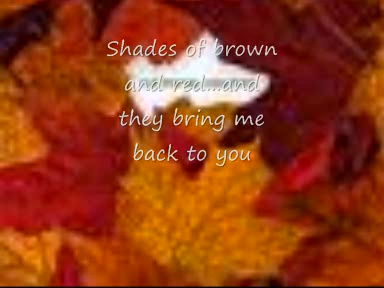 Shades of brown
and red...and
they bring me
back to you